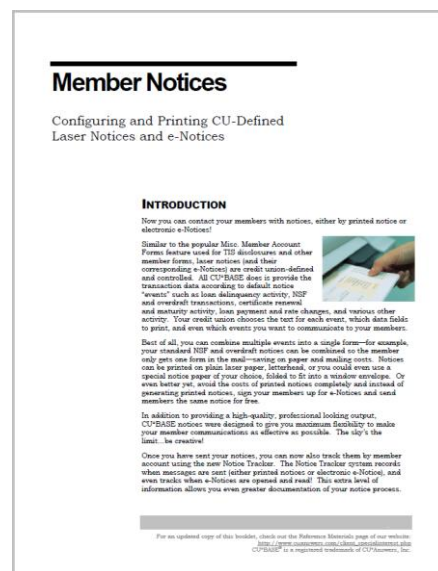 Member Notices
Configuring and Printing CU-Defined
Laser Notices and e-Notices
INTRODUCTION
Now you can contact your members with notices, either by printed notice or
electronic e-Notices!
Similar to the popular Misc. Member Account
Forms feature used for TIS disclosures and other
member forms, laser notices (and their
corresponding e-Notices) are credit union-defined
and controlled. All CU*BASE does is provide the
transaction data according to default notice
"events" such as loan delinquency activity, NSF
and overdraft transactions, certificate renewal
and maturity activity, loan payment and rate changes, and various other
activity. Your credit union chooses the text for each event, which data fields
to print, and even which events you want to communicate to your members.
Best of all, you can combine multiple events into a single form—for example,
your standard NSF and overdraft notices can be combined so the member
only gets one form in the mail—saving on paper and mailing costs. Notices
can be printed on plain laser paper, letterhead, or you could even use a
special notice paper of your choice, folded to fit into a window envelope. Or
even better yet, avoid the costs of printed notices completely and instead of
generating printed notices, sign your members up for e-Notices and send
members the same notice for free.
In addition to providing a high-quality, professional looking output,
CU*BASE notices were designed to give you maximum flexibility to make
your member communications as effective as possible. The sky's the
limit...be creative!
Once you have sent your notices, you can now also track them by member
account using the new Notice Tracker. The Notice Tracker system records
when messages are sent (either printed notices or electronic e-Notice), and
even tracks when e-Notices are opened and read! This extra level of
information allows you even greater documentation of your notice process.
For an updated copy of this booklet, check out the Reference Materials page of our website:
http://www.cuanswers.com/client_specialinterest.php
CU*BASE® is a registered trademark of CU*Answers, Inc.